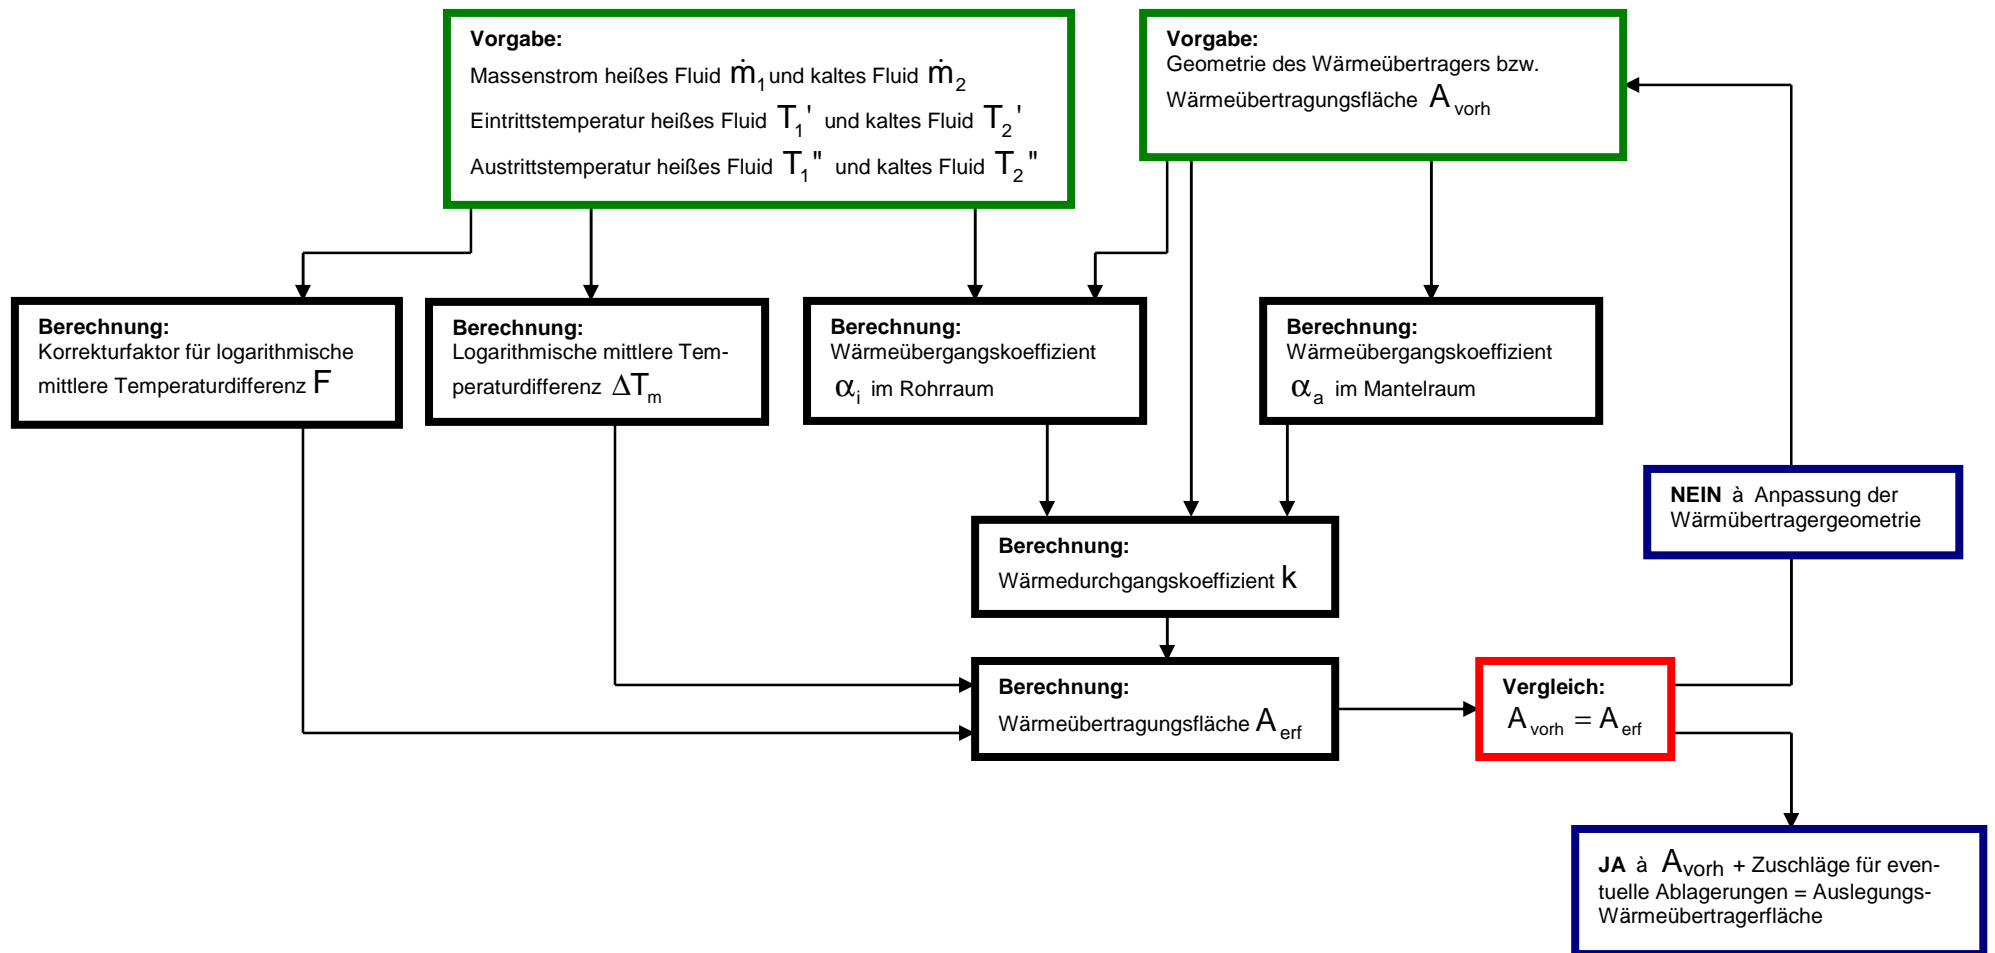 Vorgabe:
Massenstrom heißes Fluid ṁ₁ und kaltes Fluid ṁ₂
Eintrittstemperatur heißes Fluid T₁' und kaltes Fluid T₂'
Austrittstemperatur heißes Fluid T₁" und kaltes Fluid T₂"
Vorgabe:
Geometrie des Wärmeübertragers bzw.
Wärmeübertragungsfläche A vorh
Berechnung:
Korrekturfaktor für logarithmische
mittlere Temperaturdifferenz F
Berechnung:
Logarithmische mittlere Tem-
peraturdifferenz ΔTm
Berechnung:
Wärmeübergangskoeffizient
αi im Rohrraum
Berechnung:
Wärmeübergangskoeffizient
αa im Mantelraum
NEIN à Anpassung der
Wärmübertragergeometrie
Berechnung:
Wärmedurchgangskoeffizient k
Berechnung:
Wärmeübertragungsfläche A erf
Vergleich:
A vorh = A erf
JA à Avorh + Zuschläge für even-
tuelle Ablagerungen = Auslegungs-
Wärmeübertragerfläche